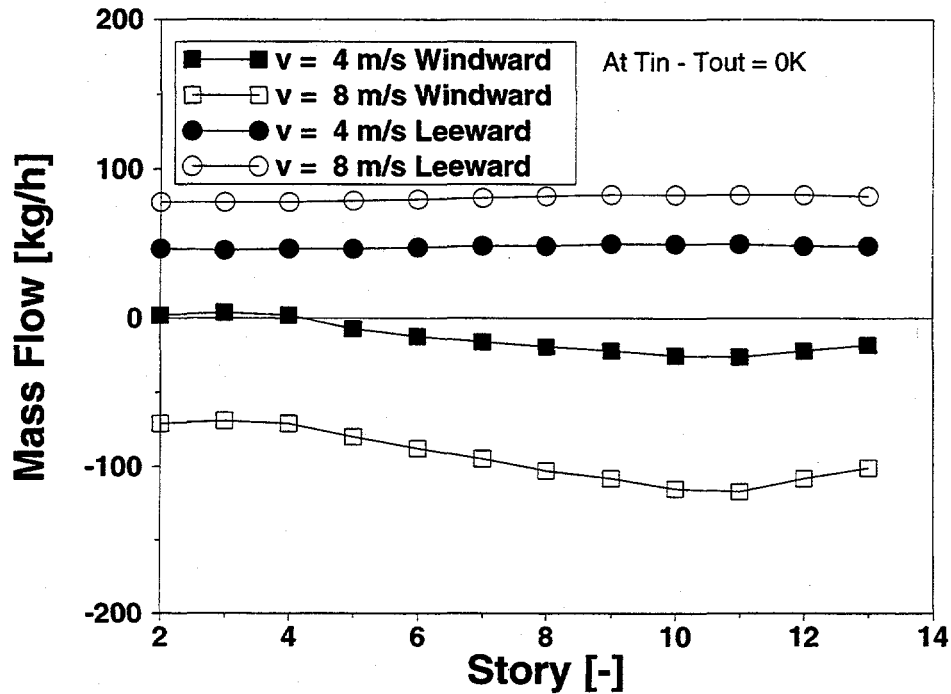 200
100
0
-100
-200
Mass Flow [kg/h]
v = 4 m/s Windward
v = 8 m/s Windward
v = 4 m/s Leeward
v = 8 m/s Leeward
At Tin - Tout = 0K
2 4 6 8 10 12 14
Story [-]